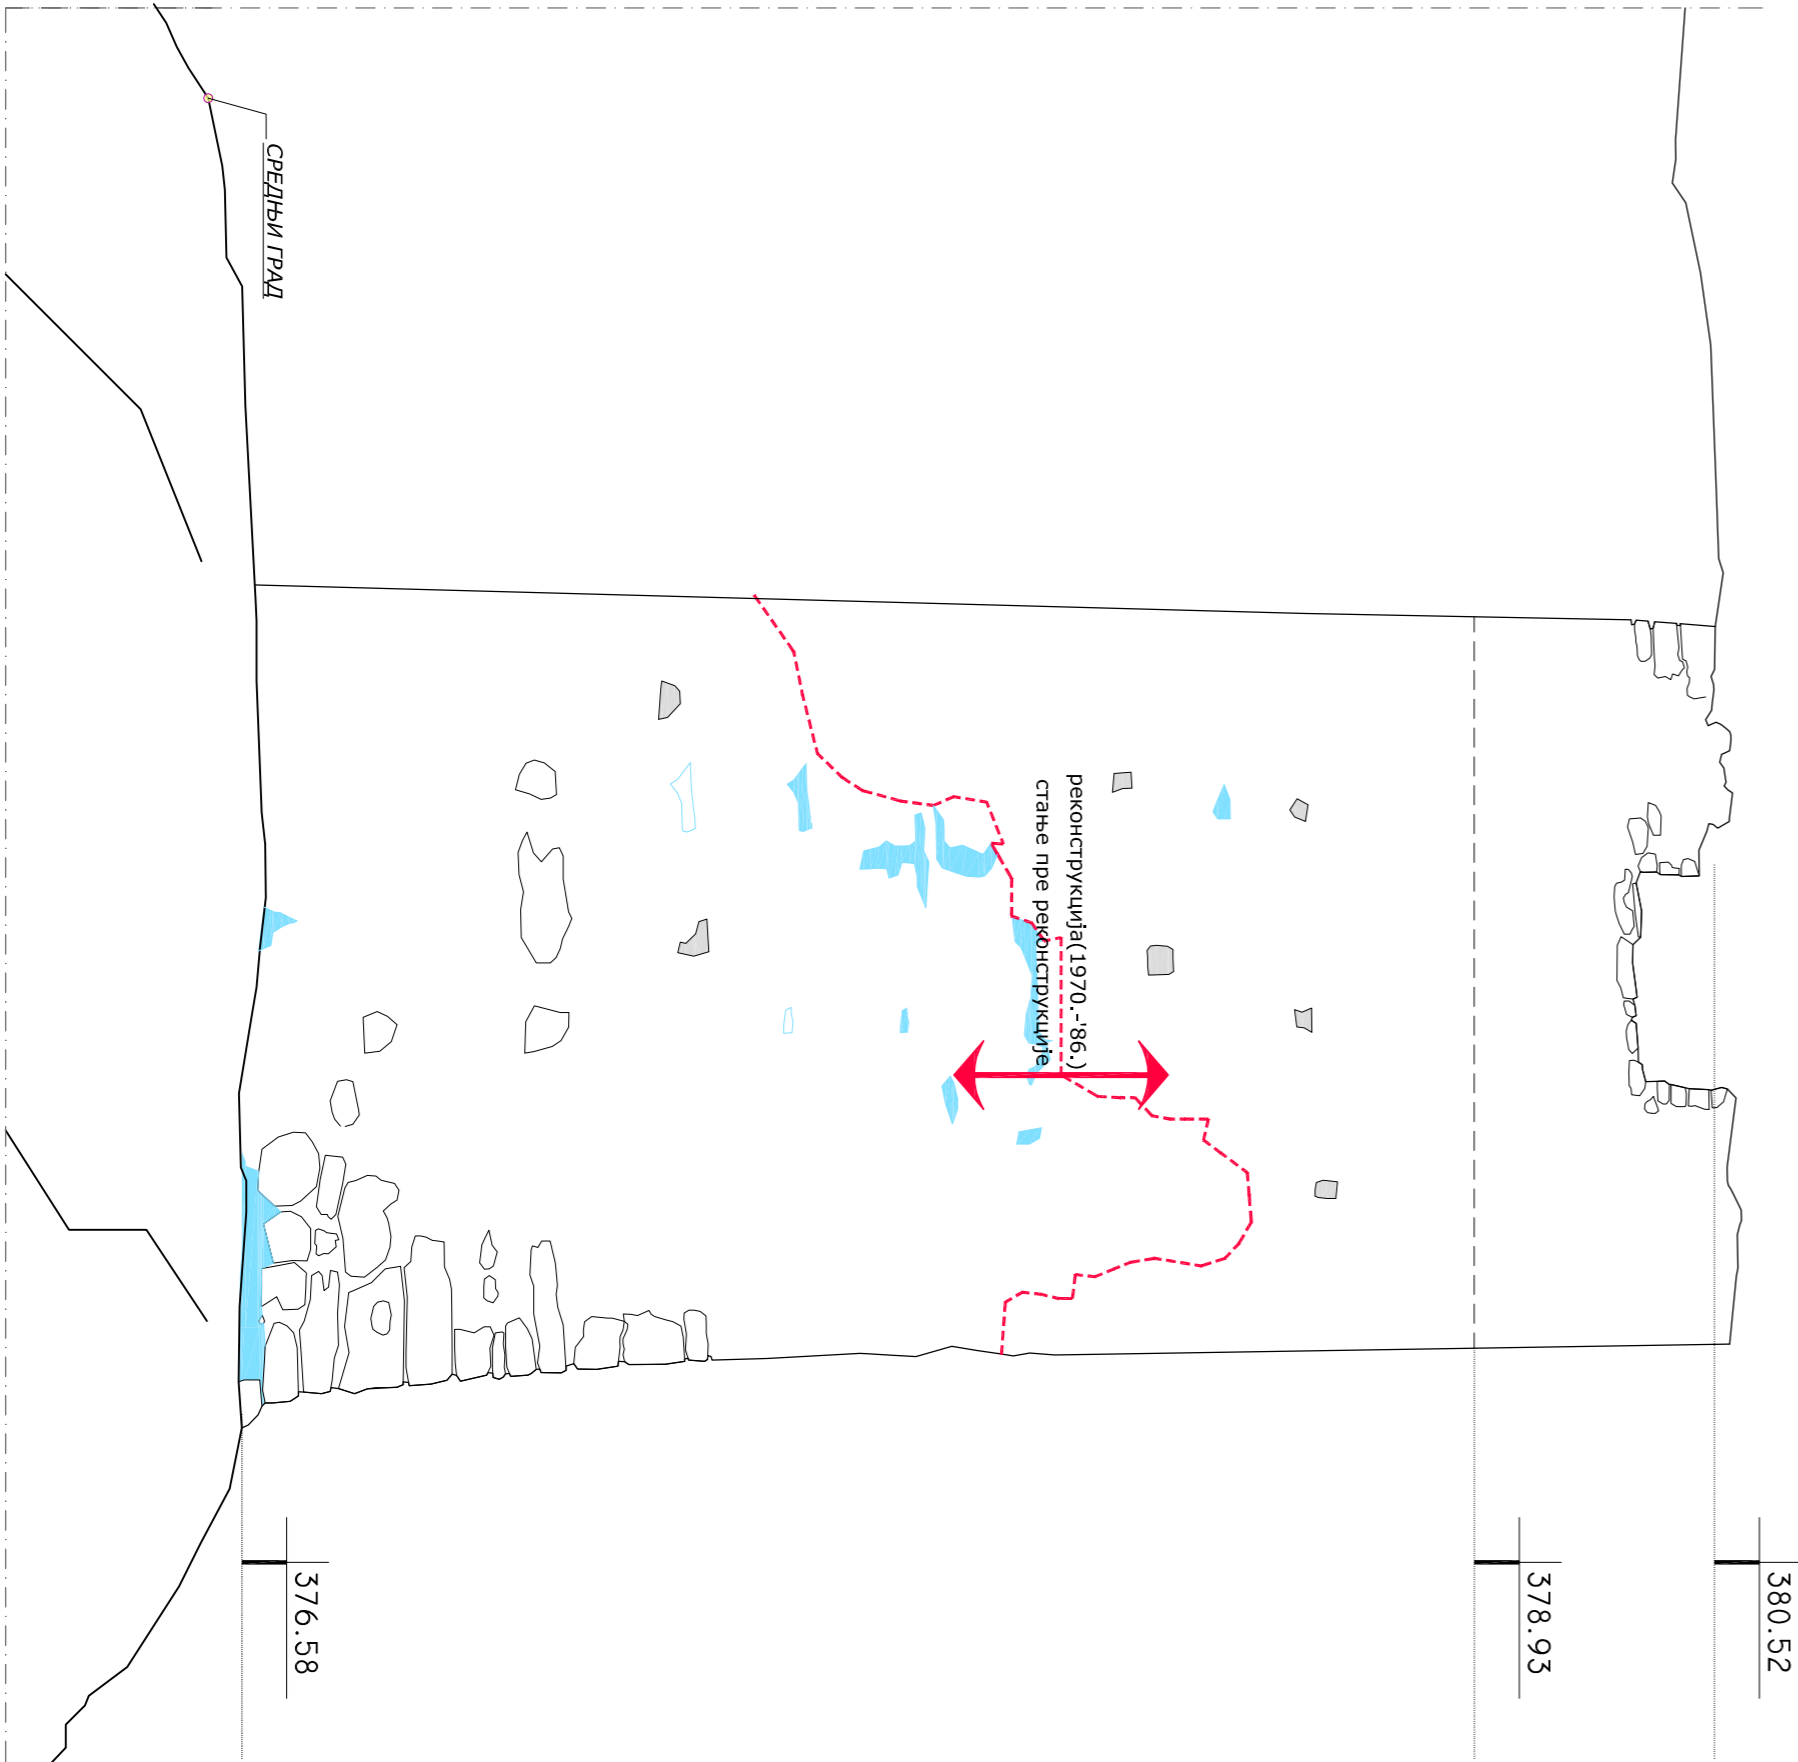 СРЕДЊИ ГРАД
реконструкција(1970.-'86.)
стање пре реконструкције
380.52
378.93
376.58